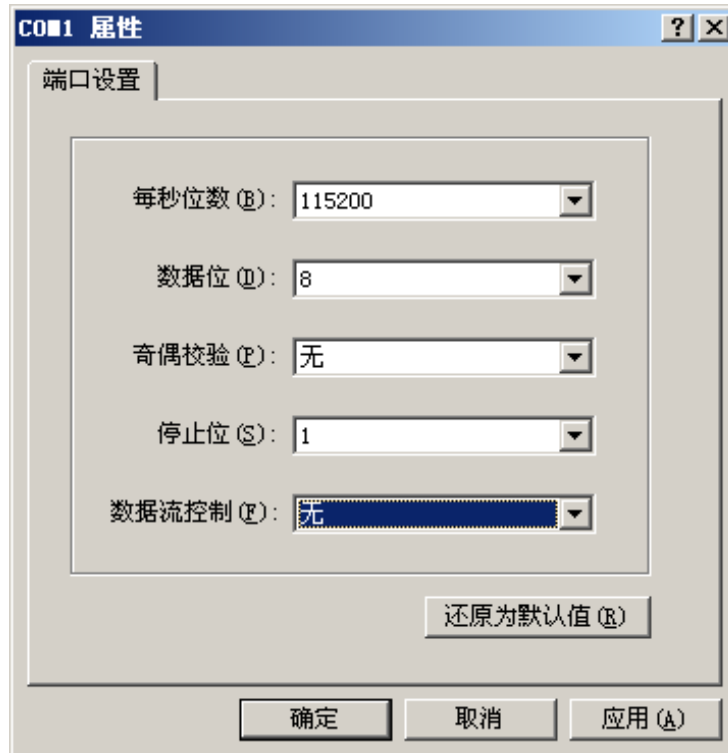 COM1 属性
端口设置
每秒位数(B): 115200
数据位(D): 8
奇偶校验(P): 无
停止位(S): 1
数据流控制(F): 无
还原为默认值(R)
确定 取消 应用(A)